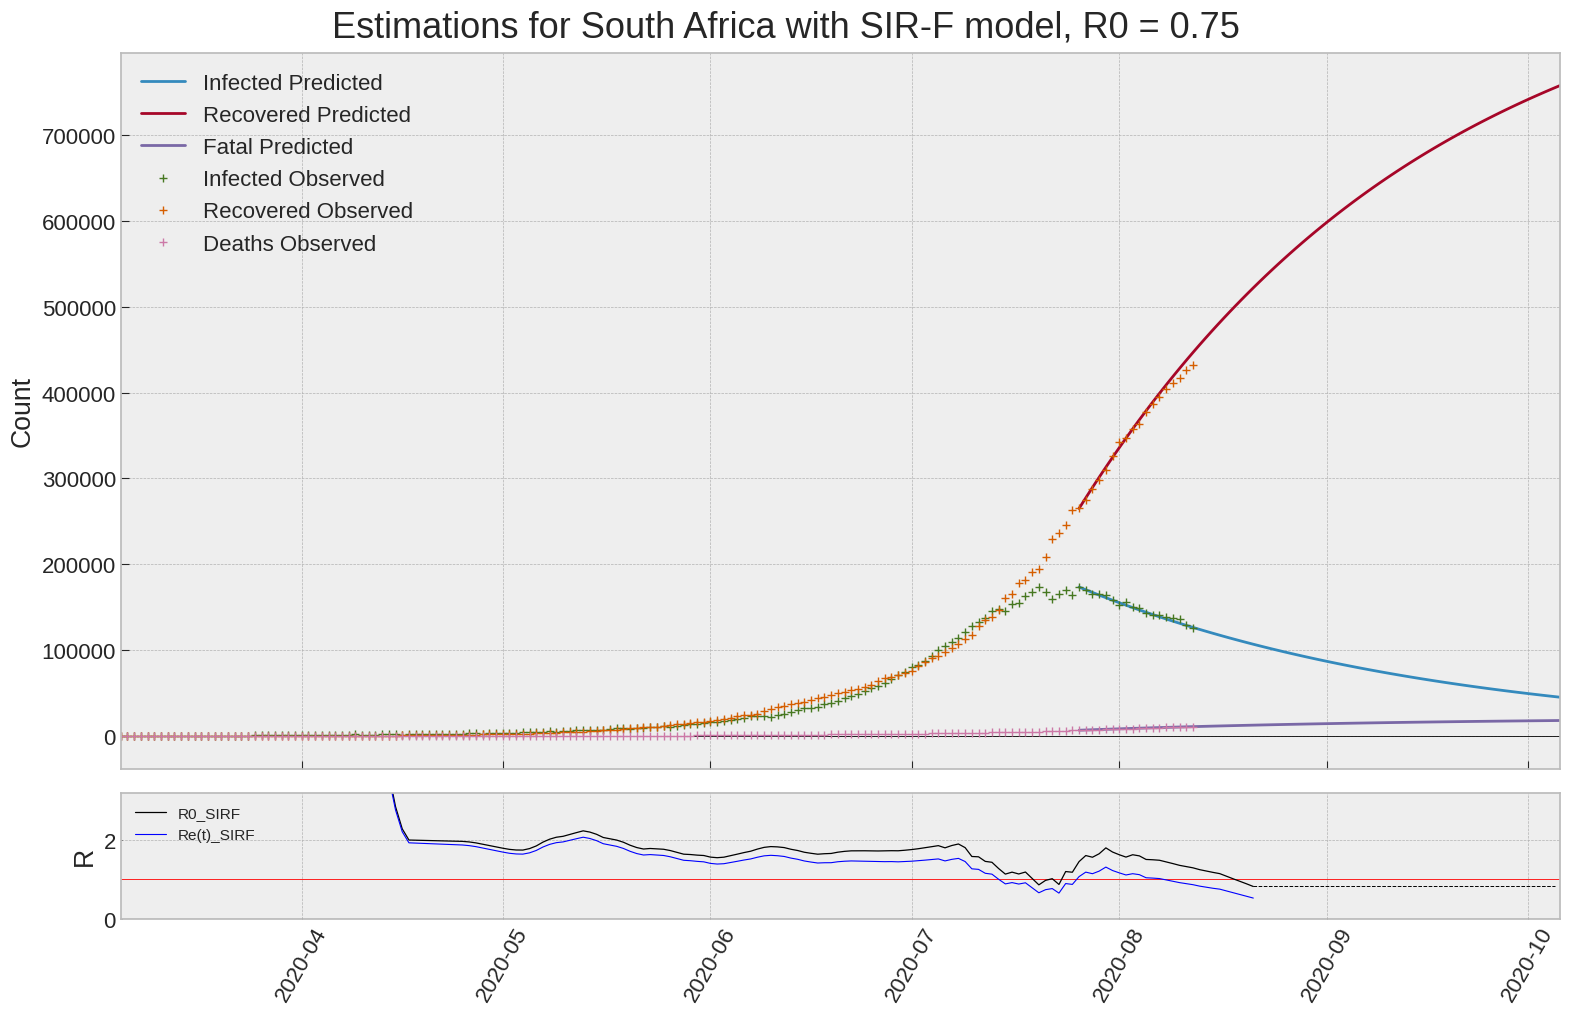 Estimations for South Africa with SIR-F model, R0 = 0.75
Infected Predicted
Recovered Predicted
Fatal Predicted
Infected Observed
Recovered Observed
Deaths Observed
700000
600000
500000
400000
300000
200000
100000
0
Count
R0_SIRF
Re(t)_SIRF
2
0
R
2020-04
2020-05
2020-06
2020-07
2020-08
2020-09
2020-10